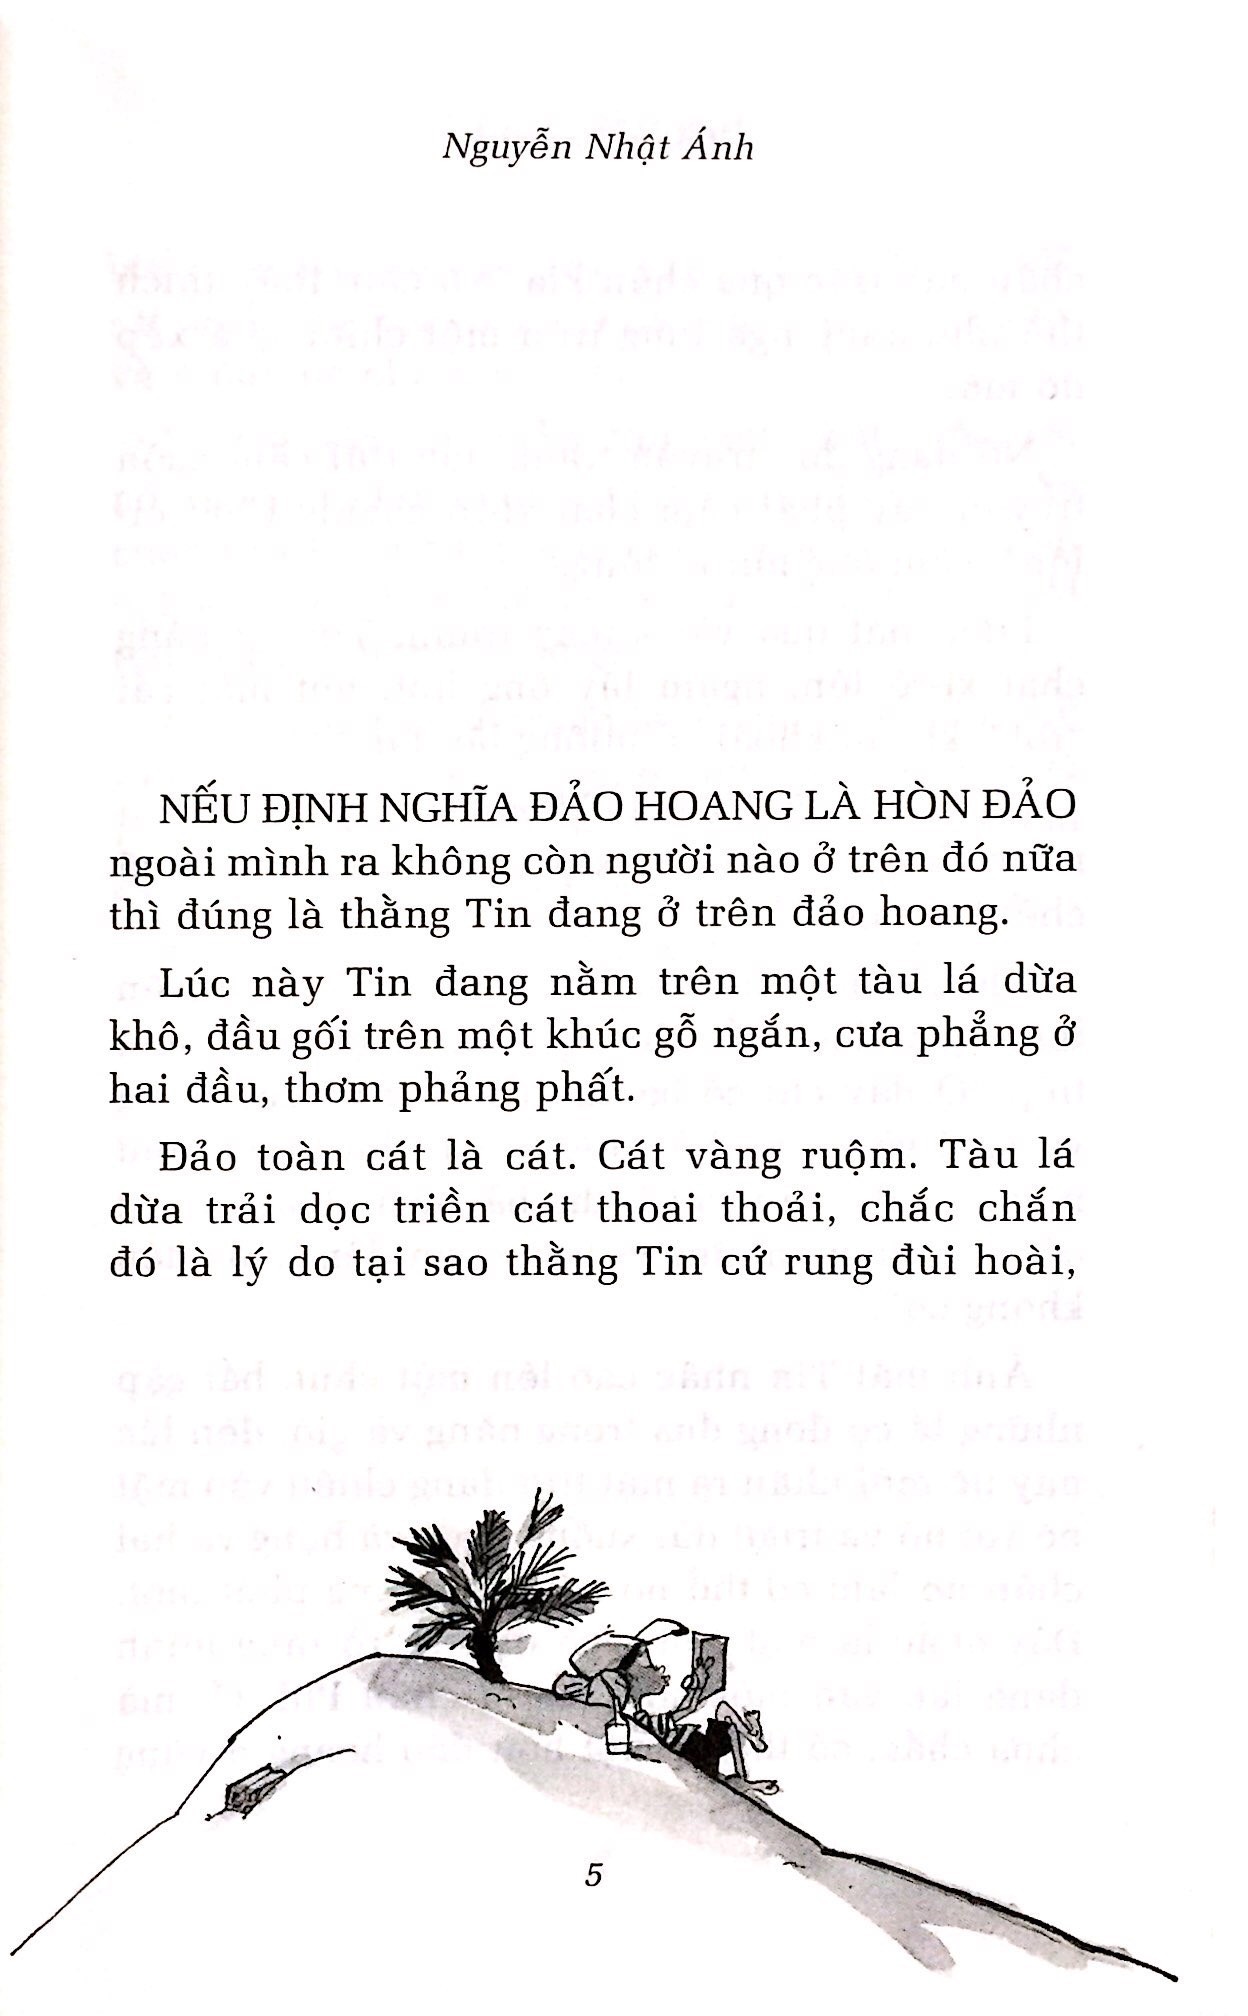 Nguyễn Nhật Ánh
NẾU ĐỊNH NGHĨA ĐẢO HOANG LÀ HÒN ĐẢO
ngoài mình ra không còn người nào ở trên đó nữa
thì đúng là thằng Tin đang ở trên đảo hoang.
Lúc này Tin đang nằm trên một tàu lá dừa
khô, đầu gối trên một khúc gỗ ngắn, cưa phẳng ở
hai đầu, thơm phảng phất.
Đảo toàn cát là cát. Cát vàng ruộm. Tàu lá
dừa trải dọc triền cát thoai thoải, chắc chắn
đó là lý do tại sao thằng Tin cứ rung đùi hoài,
5